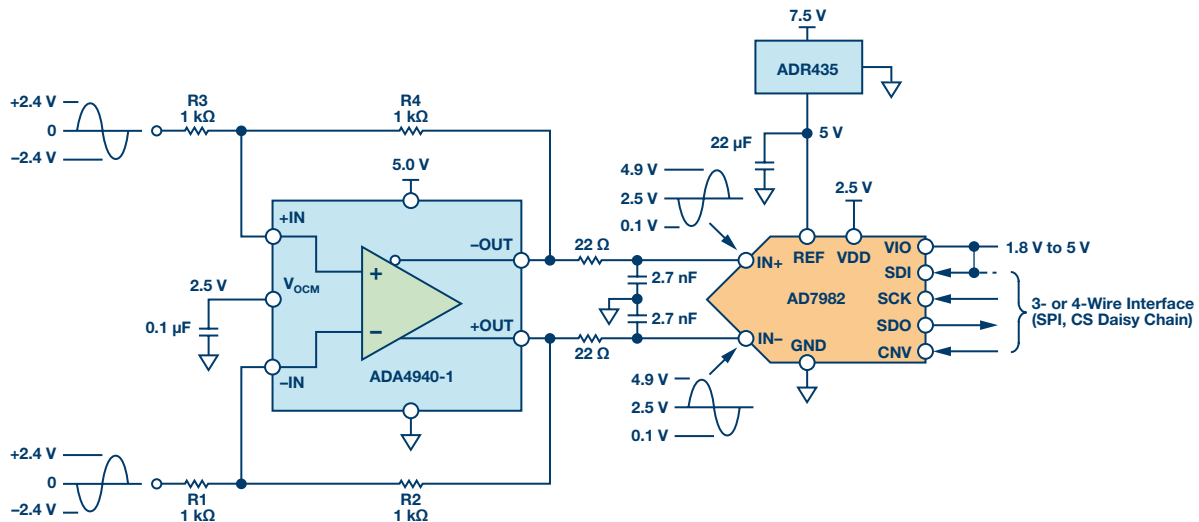 7.5 V
ADR435
5 V
22 µF
+2.4 V
0
−2.4 V
R3
1 kΩ
R4
1 kΩ
5.0 V
+IN
−OUT
2.5 V
VOCM
0.1 µF
+
−
+OUT
−IN
ADA4940-1
22 Ω
2.7 nF
2.7 nF
22 Ω
4.9 V
2.5 V
0.1 V
2.5 V
IN+
REF
VDD
VIO
1.8 V to 5 V
SDI
AD7982
SCK
SDO
3- or 4-Wire Interface
(SPI, CS Daisy Chain)
IN−
GND
CNV
4.9 V
2.5 V
0.1 V
+2.4 V
0
−2.4 V
R1
1 kΩ
R2
1 kΩ